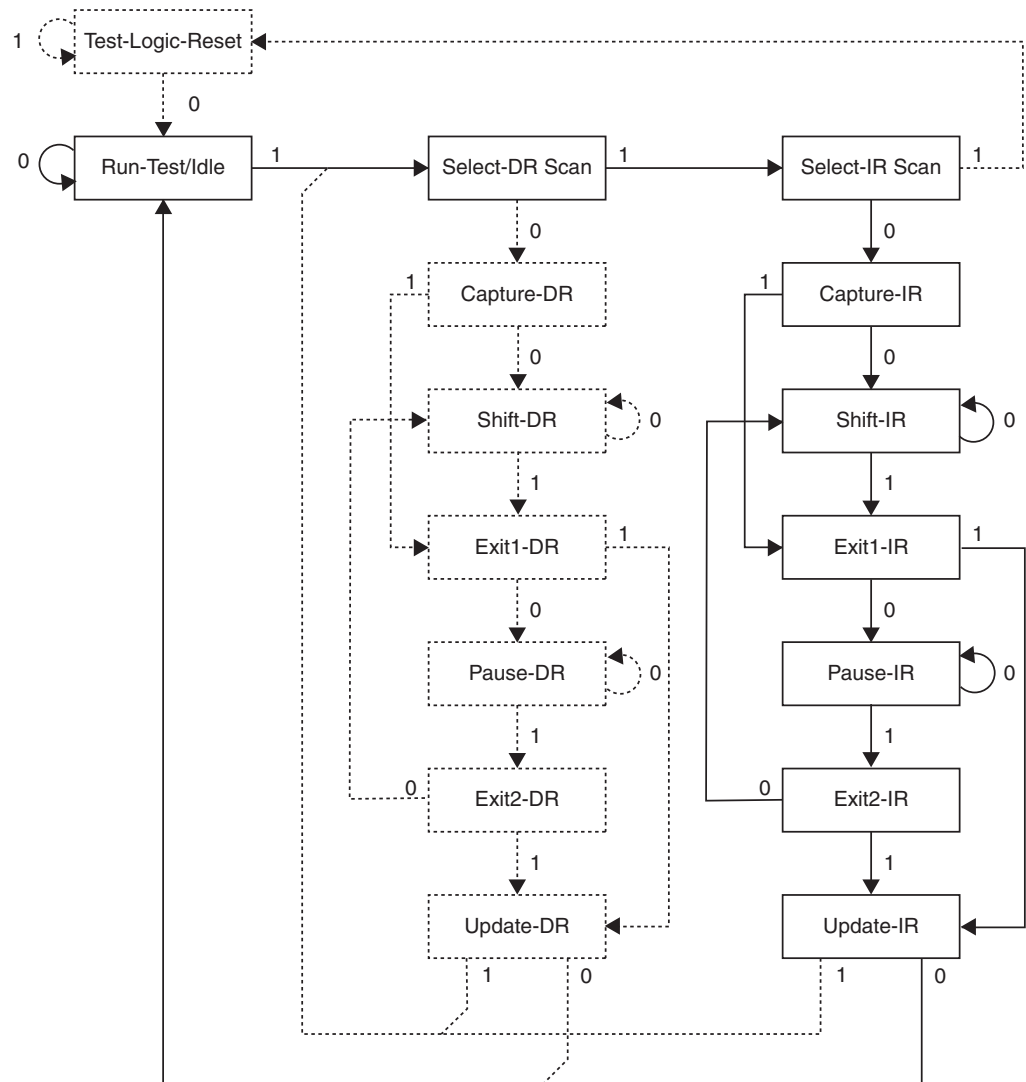 1
Test-Logic-Reset
0
0
Run-Test/Idle
1
Select-DR Scan
1
Select-IR Scan
1
0
0
1
Capture-DR
1
Capture-IR
0
0
Shift-DR
0
Shift-IR
0
1
1
Exit1-DR
1
Exit1-IR
1
0
0
Pause-DR
0
Pause-IR
0
1
1
0
Exit2-DR
0
Exit2-IR
1
1
Update-DR
Update-IR
1
0
1
0